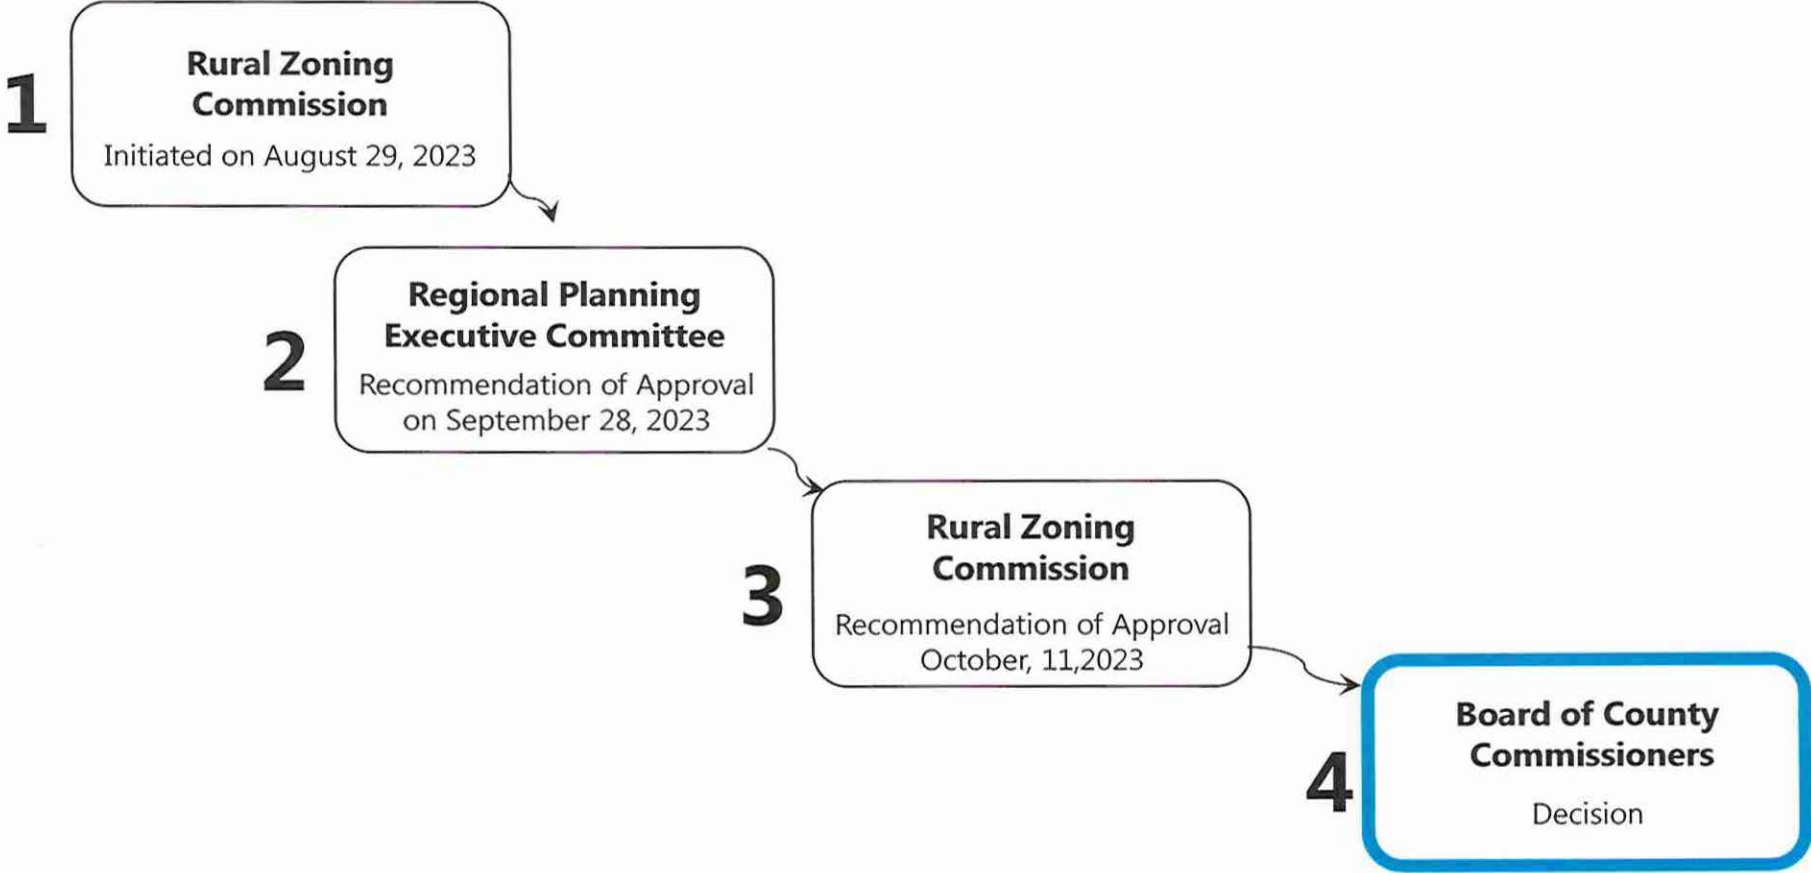 1
Rural Zoning
Commission
Initiated on August 29, 2023
2
Regional Planning
Executive Committee
Recommendation of Approval
on September 28, 2023
3
Rural Zoning
Commission
Recommendation of Approval
October, 11,2023
4
Board of County
Commissioners
Decision